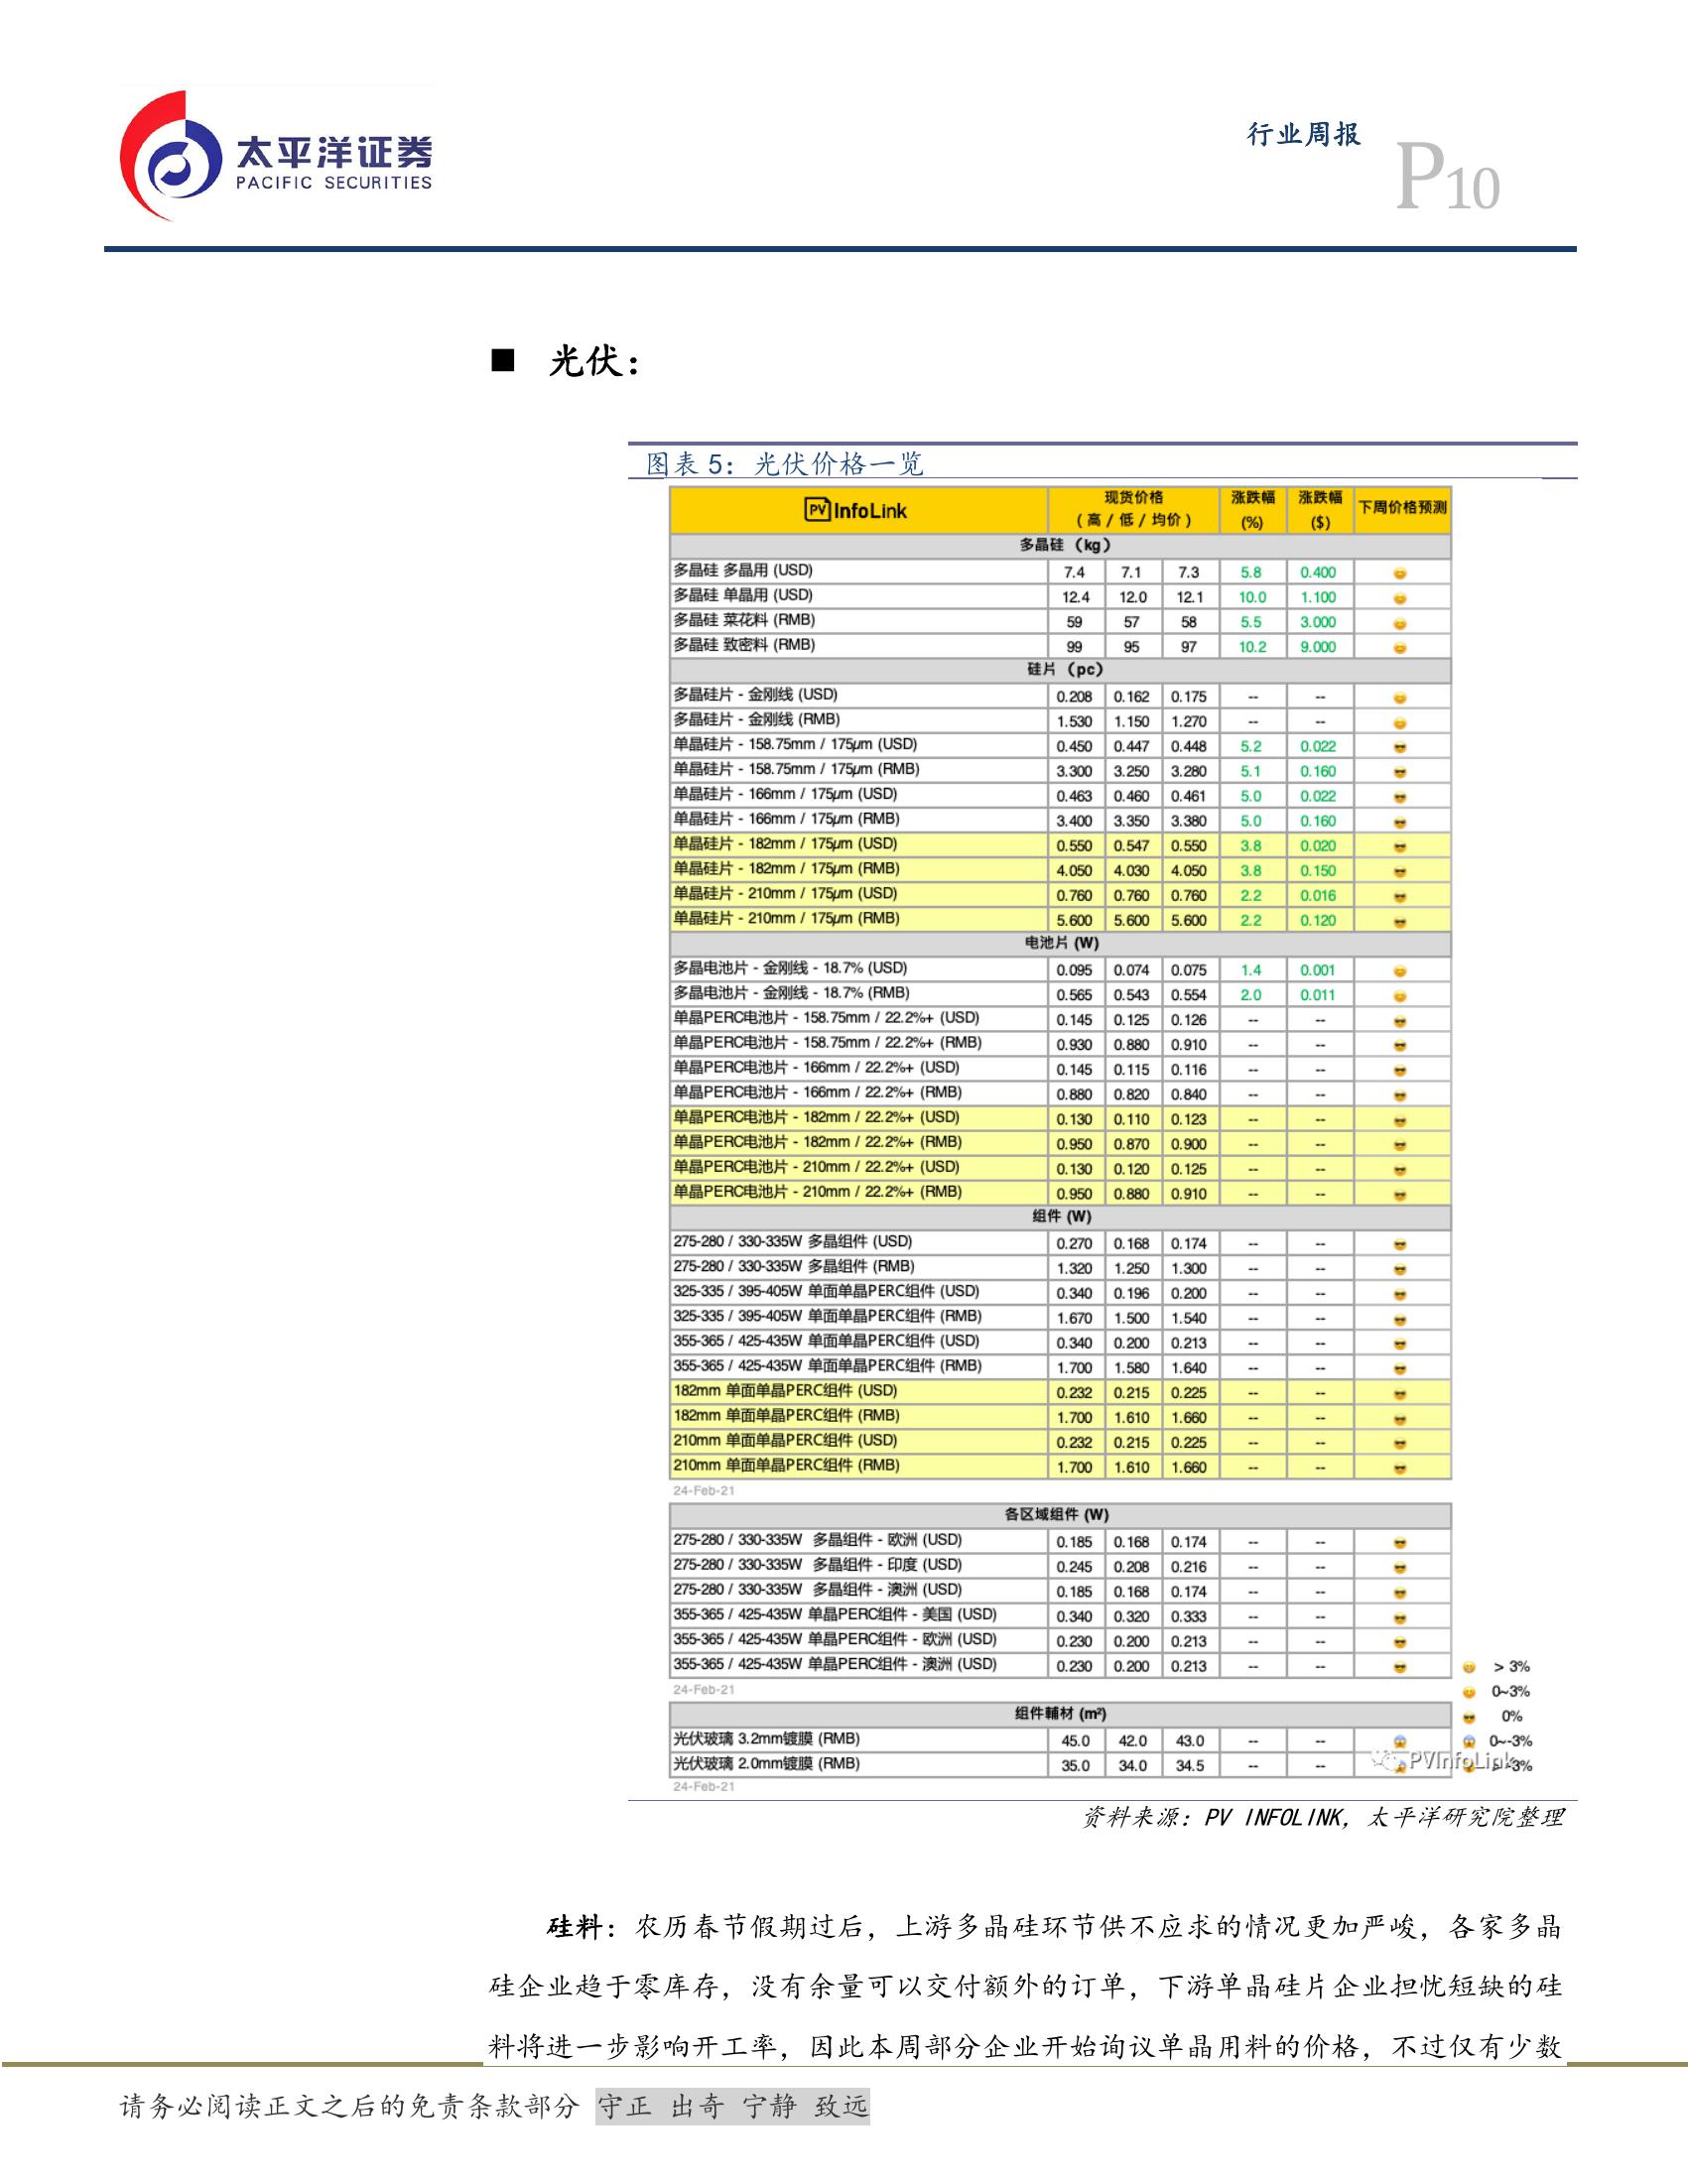 太平洋证券
PACIFIC SECURITIES
行业周报
P10
■ 光伏：
图表 5：光伏价格一览
PV InfoLink 现货价格 (高 / 低 / 均价) 涨跌幅 (%) 涨跌幅 ($) 下周价格预测
多晶硅 (kg)
多晶硅 多晶用 (USD) 7.4 7.1 7.3 5.8 0.400
多晶硅 单晶用 (USD) 12.4 12.0 12.1 10.0 1.100
多晶硅 菜花料 (RMB) 59 57 58 5.5 3.000
多晶硅 致密料 (RMB) 99 95 97 10.2 9.000
硅片 (pc)
多晶硅片 - 金刚线 (USD) 0.208 0.162 0.175 -- --
多晶硅片 - 金刚线 (RMB) 1.530 1.150 1.270 -- --
单晶硅片 - 158.75mm / 175μm (USD) 0.450 0.447 0.448 5.2 0.022
单晶硅片 - 158.75mm / 175μm (RMB) 3.300 3.250 3.280 5.1 0.160
单晶硅片 - 166mm / 175μm (USD) 0.463 0.460 0.461 5.0 0.022
单晶硅片 - 166mm / 175μm (RMB) 3.400 3.350 3.380 5.0 0.160
单晶硅片 - 182mm / 175μm (USD) 0.550 0.547 0.550 3.8 0.020
单晶硅片 - 182mm / 175μm (RMB) 4.050 4.030 4.050 3.8 0.150
单晶硅片 - 210mm / 175μm (USD) 0.760 0.760 0.760 2.2 0.016
单晶硅片 - 210mm / 175μm (RMB) 5.600 5.600 5.600 2.2 0.120
电池片 (W)
多晶电池片 - 金刚线 - 18.7% (USD) 0.095 0.074 0.075 1.4 0.001
多晶电池片 - 金刚线 - 18.7% (RMB) 0.565 0.543 0.554 2.0 0.011
单晶PERC电池片 - 158.75mm / 22.2%+ (USD) 0.145 0.125 0.126 -- --
单晶PERC电池片 - 158.75mm / 22.2%+ (RMB) 0.930 0.880 0.910 -- --
单晶PERC电池片 - 166mm / 22.2%+ (USD) 0.145 0.115 0.116 -- --
单晶PERC电池片 - 166mm / 22.2%+ (RMB) 0.880 0.820 0.840 -- --
单晶PERC电池片 - 182mm / 22.2%+ (USD) 0.130 0.110 0.123 -- --
单晶PERC电池片 - 182mm / 22.2%+ (RMB) 0.950 0.870 0.900 -- --
单晶PERC电池片 - 210mm / 22.2%+ (USD) 0.130 0.120 0.125 -- --
单晶PERC电池片 - 210mm / 22.2%+ (RMB) 0.950 0.880 0.910 -- --
组件 (W)
275-280 / 330-335W 多晶组件 (USD) 0.270 0.168 0.174 -- --
275-280 / 330-335W 多晶组件 (RMB) 1.320 1.250 1.300 -- --
325-335 / 395-405W 单面单晶PERC组件 (USD) 0.340 0.196 0.200 -- --
325-335 / 395-405W 单面单晶PERC组件 (RMB) 1.670 1.500 1.540 -- --
355-365 / 425-435W 单面单晶PERC组件 (USD) 0.340 0.200 0.213 -- --
355-365 / 425-435W 单面单晶PERC组件 (RMB) 1.700 1.580 1.640 -- --
182mm 单面单晶PERC组件 (USD) 0.232 0.215 0.225 -- --
182mm 单面单晶PERC组件 (RMB) 1.700 1.610 1.660 -- --
210mm 单面单晶PERC组件 (USD) 0.232 0.215 0.225 -- --
210mm 单面单晶PERC组件 (RMB) 1.700 1.610 1.660 -- --
24-Feb-21
各区域组件 (W)
275-280 / 330-335W 多晶组件 - 欧洲 (USD) 0.185 0.168 0.174 -- --
275-280 / 330-335W 多晶组件 - 印度 (USD) 0.245 0.208 0.216 -- --
275-280 / 330-335W 多晶组件 - 澳洲 (USD) 0.185 0.168 0.174 -- --
355-365 / 425-435W 单晶PERC组件 - 美国 (USD) 0.340 0.320 0.333 -- --
355-365 / 425-435W 单晶PERC组件 - 欧洲 (USD) 0.230 0.200 0.213 -- --
355-365 / 425-435W 单晶PERC组件 - 澳洲 (USD) 0.230 0.200 0.213 -- --
> 3%
24-Feb-21
0~3%
组件輔材 (m²)
0%
光伏玻璃 3.2mm镀膜 (RMB) 45.0 42.0 43.0 -- --
0~-3%
光伏玻璃 2.0mm镀膜 (RMB) 35.0 34.0 34.5 -- --
PVInfoLink
24-Feb-21
资料来源：PV INFOLINK，太平洋研究院整理
硅料：农历春节假期过后，上游多晶硅环节供不应求的情况更加严峻，各家多晶
硅企业趋于零库存，没有余量可以交付额外的订单，下游单晶硅片企业担忧短缺的硅
料将进一步影响开工率，因此本周部分企业开始询议单晶用料的价格，不过仅有少数
请务必阅读正文之后的免责条款部分 守正 出奇 宁静 致远